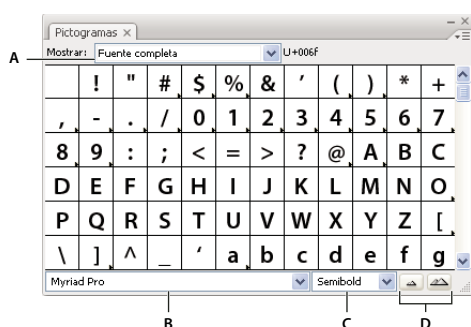 Pictogramas ×
Mostrar: Fuente completa U+006f
A
! " # $ % & ' ( ) * +
, - . / 0 1 2 3 4 5 6 7
8 9 : ; < = > ? @ A B C
D E F G H I J K L M N O
P Q R S T U V W X Y Z [
\ ] ^ _ ‘ a b c d e f g
Myriad Pro Semibold
B C D